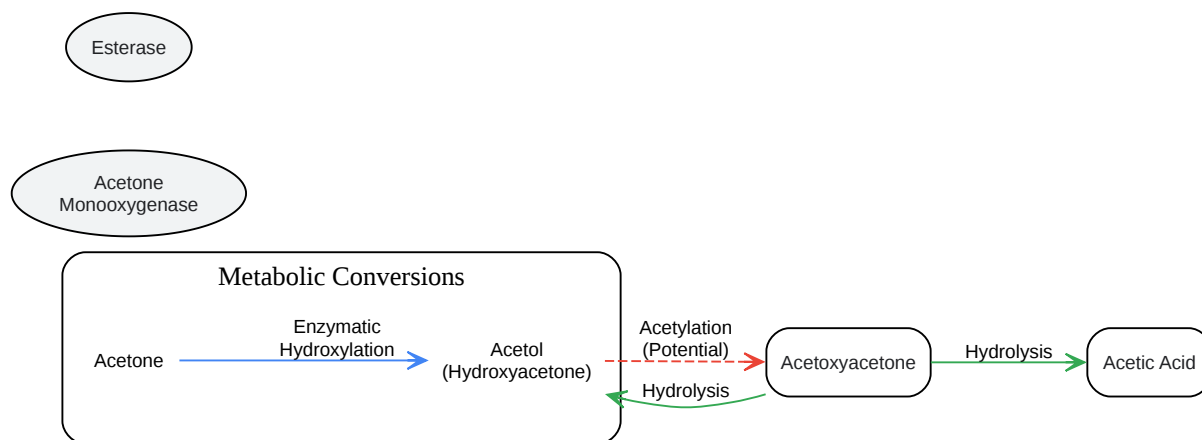 Esterase
Acetone
Monooxygenase
Metabolic Conversions
Enzymatic
Hydroxylation
Acetone
Acetol
(Hydroxyacetone)
Acetylation
(Potential)
Hydrolysis
Acetoxyacetone
Hydrolysis
Acetic Acid